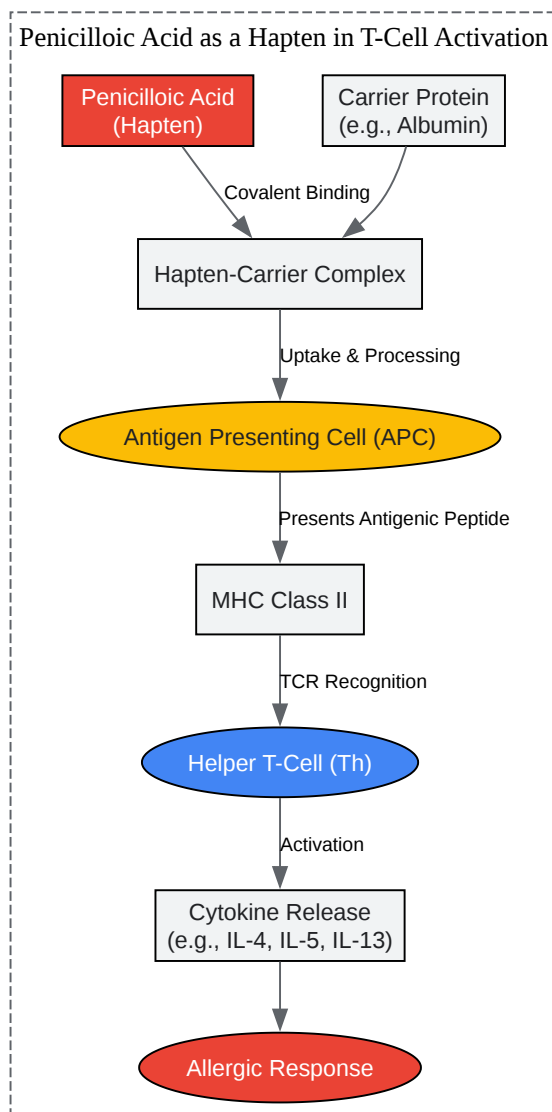 Penicilloic Acid as a Hapten in T-Cell Activation
Penicilloic Acid
(Hapten)
Carrier Protein
(e.g., Albumin)
Covalent Binding
Hapten-Carrier Complex
Uptake & Processing
Antigen Presenting Cell (APC)
Presents Antigenic Peptide
MHC Class II
TCR Recognition
Helper T-Cell (Th)
Activation
Cytokine Release
(e.g., IL-4, IL-5, IL-13)
Allergic Response